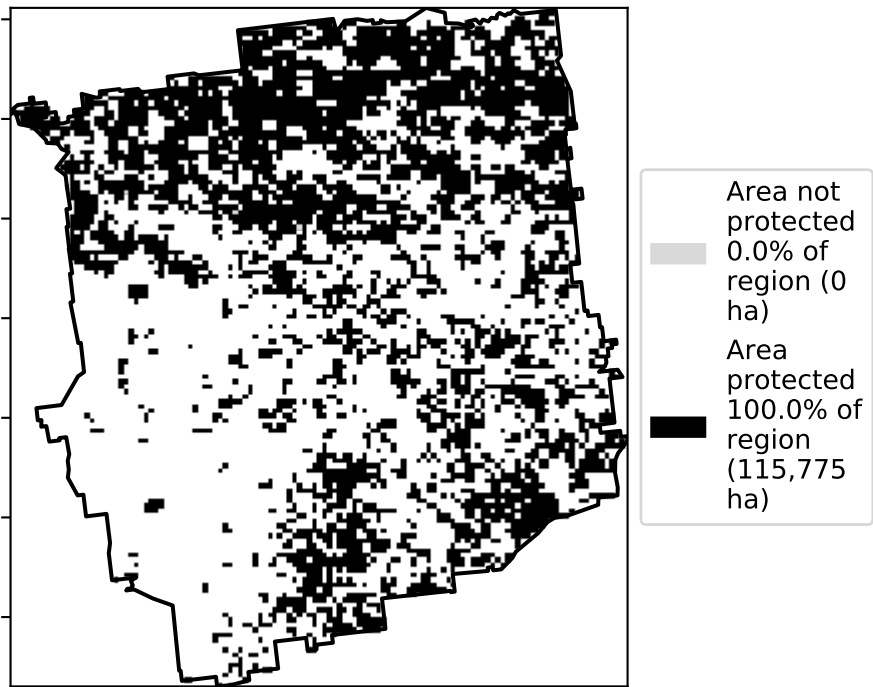 Area not
protected
0.0% of
region (0
ha)
Area
protected
100.0% of
region
(115,775
ha)